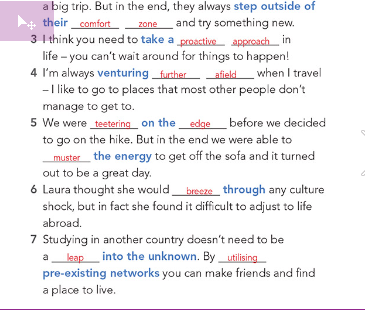 a big trip. But in the end, they always step outside of
their comfort zone and try something new.
3 I think you need to take a proactive approach in
life – you can't wait around for things to happen!
4 I'm always venturing further afield when I travel
– I like to go to places that most other people don't
manage to get to.
5 We were teetering on the edge before we decided
to go on the hike. But in the end we were able to
muster the energy to get off the sofa and it turned
out to be a great day.
6 Laura thought she would breeze through any culture
shock, but in fact she found it difficult to adjust to life
abroad.
7 Studying in another country doesn't need to be
a leap into the unknown. By utilising
pre-existing networks you can make friends and find
a place to live.